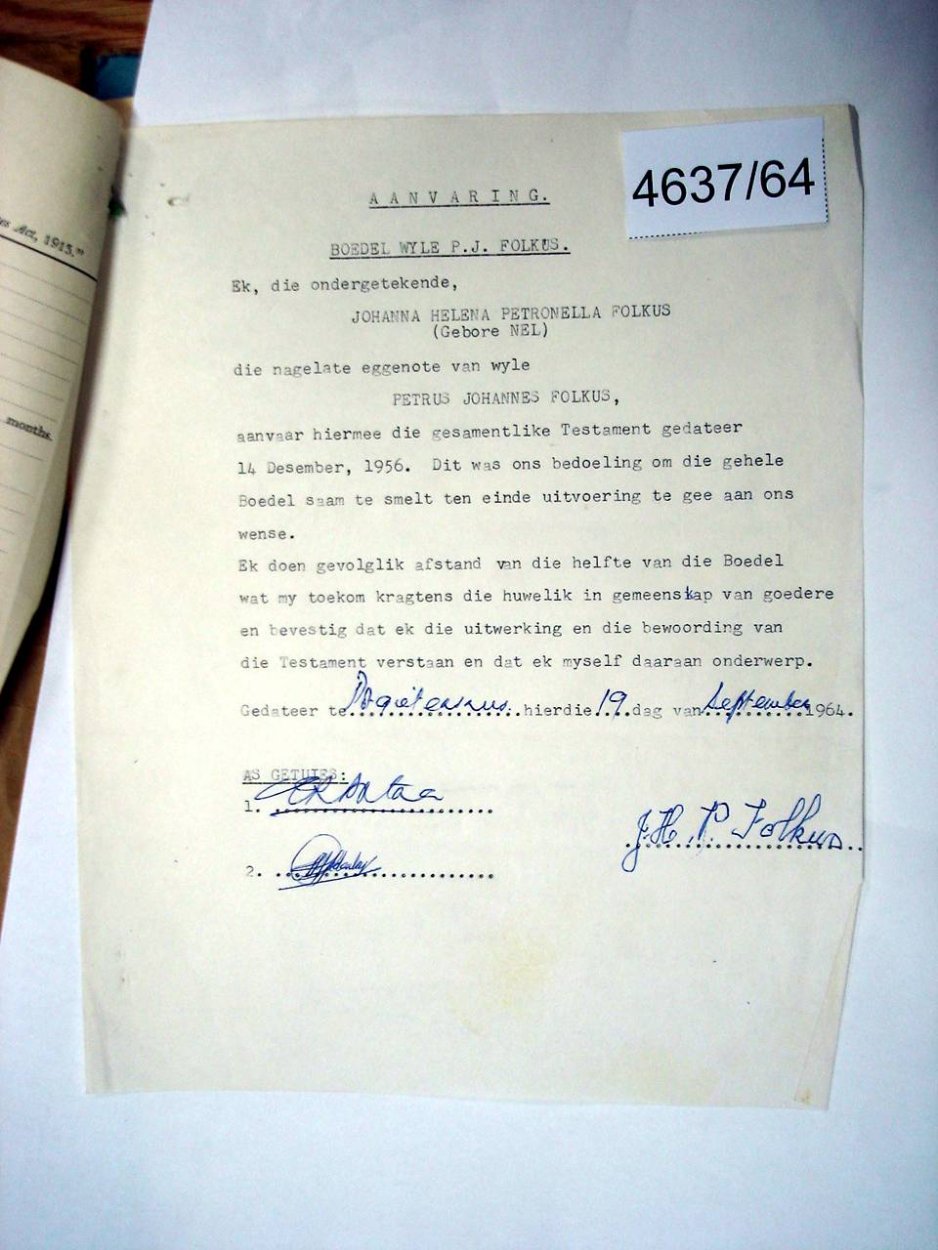 es Act, 1913."
months.
4637/64
A A N V A R I N G.
BOEDEL WYLE P.J. FOLKUS.
Ek, die ondergetekende,
JOHANNA HELENA PETRONELLA FOLKUS
(Gebore NEL)
die nagelate eggenote van wyle
PETRUS JOHANNES FOLKUS,
aanvaar hiermee die gesamentlike Testament gedateer
14 Desember, 1956. Dit was ons bedoeling om die gehele
Boedel saam te smelt ten einde uitvoering te gee aan ons
wense.
Ek doen gevolglik afstand van die helfte van die Boedel
wat my toekom kragtens die huwelik in gemeenskap van goedere
en bevestig dat ek die uitwerking en die bewoording van
die Testament verstaan en dat ek myself daaraan onderwerp.
Gedateer te hierdie 19 dag van September 1964.
AS GETUIES:
1.
J.H.P. Folkus
2.